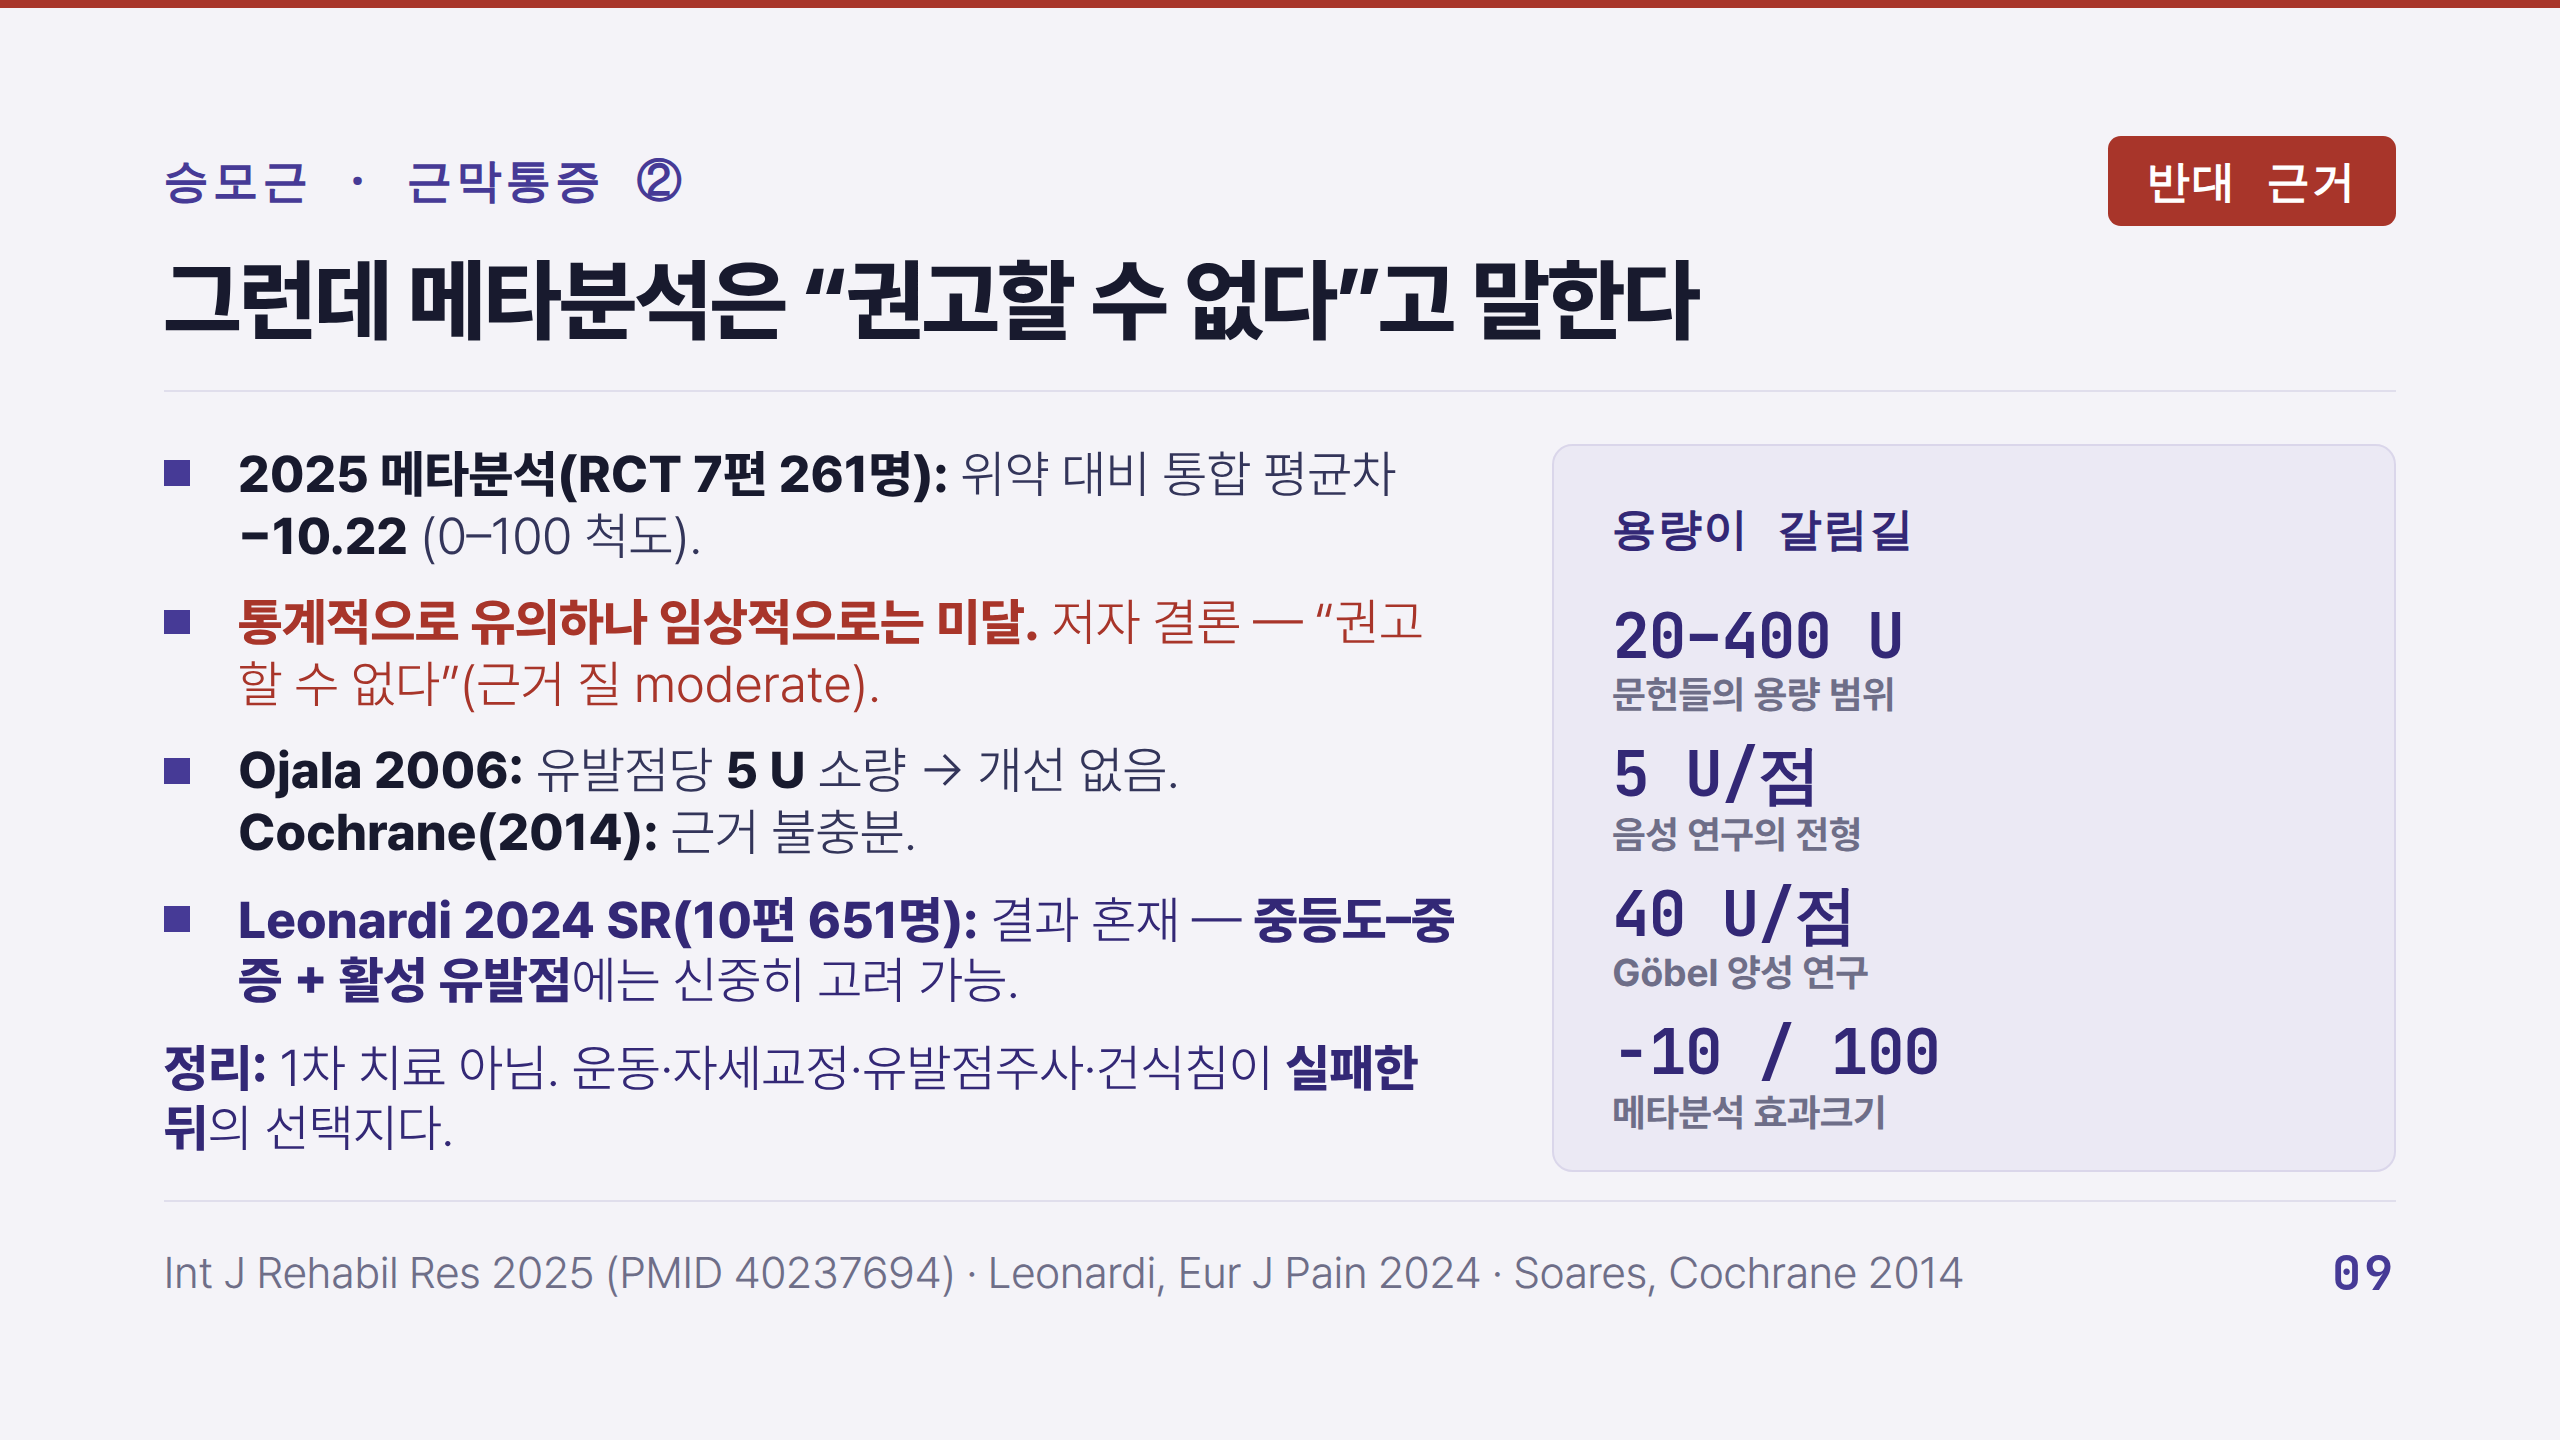 승모근 · 근막통증 ②
반대 근거
그런데 메타분석은 “권고할 수 없다”고 말한다
2025 메타분석(RCT 7편 261명): 위약 대비 통합 평균차
−10.22 (0–100 척도).
통계적으로 유의하나 임상적으로는 미달. 저자 결론 — “권고
할 수 없다”(근거 질 moderate).
Ojala 2006: 유발점당 5 U 소량 → 개선 없음.
Cochrane(2014): 근거 불충분.
Leonardi 2024 SR(10편 651명): 결과 혼재 — 중등도–중
증 + 활성 유발점에는 신중히 고려 가능.
정리: 1차 치료 아님. 운동·자세교정·유발점주사·건식침이 실패한
뒤의 선택지다.
용량이 갈림길
20–400 U
문헌들의 용량 범위
5 U/점
음성 연구의 전형
40 U/점
Göbel 양성 연구
-10 / 100
메타분석 효과크기
Int J Rehabil Res 2025 (PMID 40237694) · Leonardi, Eur J Pain 2024 · Soares, Cochrane 2014
09